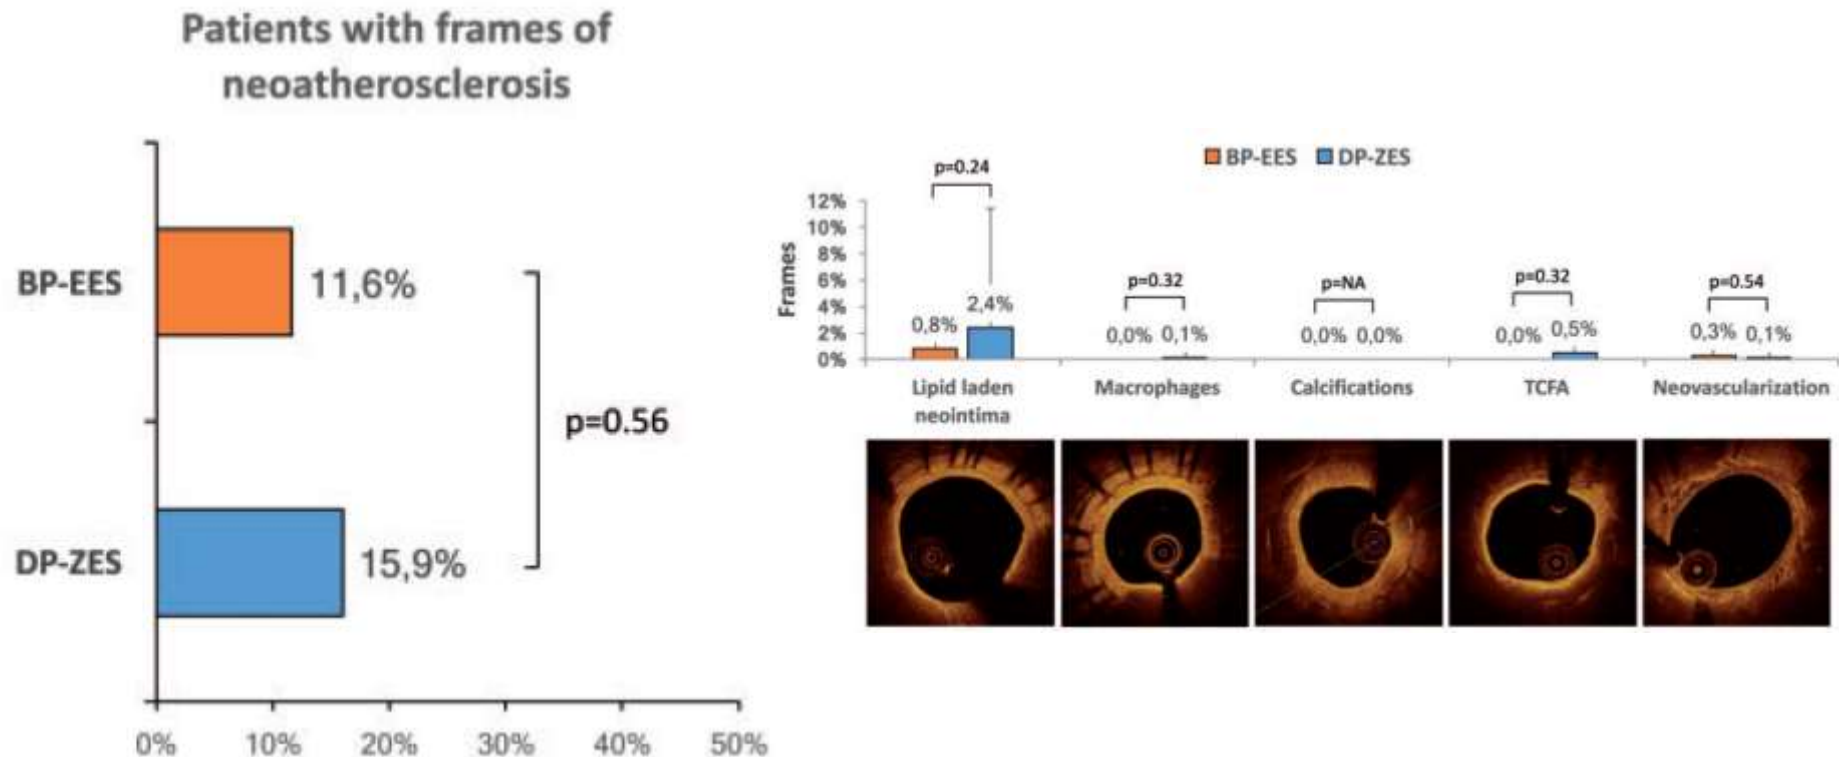 Patients with frames of
neoatherosclerosis
BP-EES
11,6%
p=0.56
DP-ZES
15,9%
0% 10% 20% 30% 40% 50%
BP-EES DP-ZES
p=0.24
12%
10%
8%
6%
4%
2%
0%
Frames
0,8% 2,4%
p=0.32
0,0% 0,1%
p=NA
0,0% 0,0%
p=0.32
0,0% 0,5%
p=0.54
0,3% 0,1%
Lipid laden
neointima
Macrophages
Calcifications
TCFA
Neovascularization